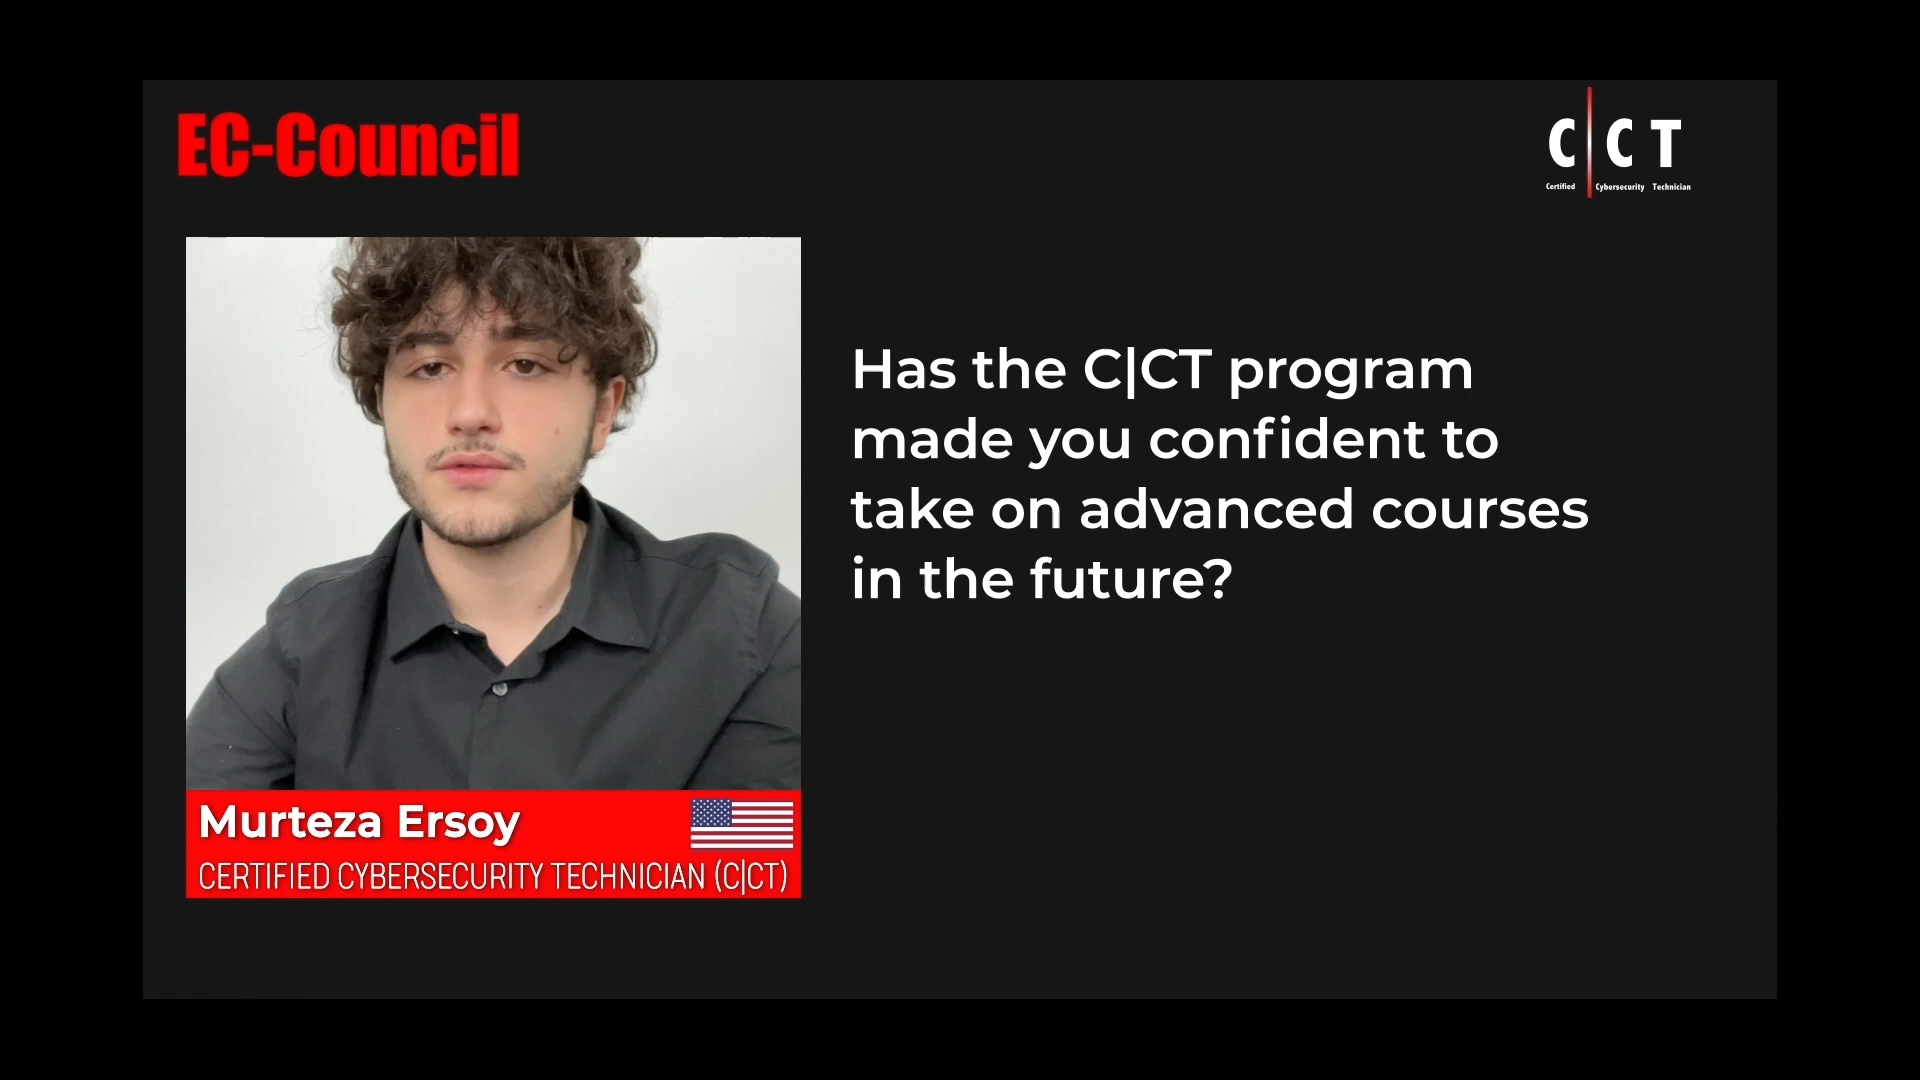 EC-Council
C|CT
Certified Cybersecurity Technician
Has the C|CT program
made you confident to
take on advanced courses
in the future?
Murteza Ersoy
CERTIFIED CYBERSECURITY TECHNICIAN (C|CT)